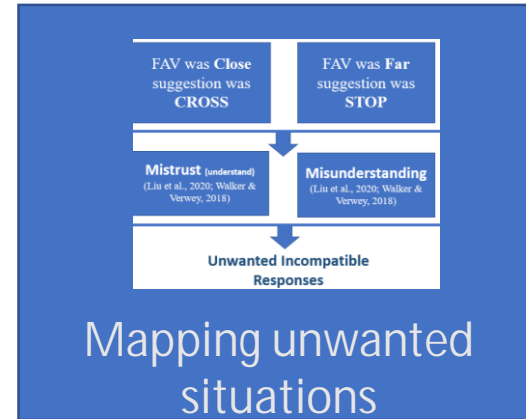 FAV was Close
suggestion was
CROSS
FAV was Far
suggestion was
STOP
Mistrust (understand)
(Liu et al., 2020; Walker &
Verwey, 2018)
Misunderstanding
(Liu et al., 2020; Walker &
Verwey, 2018)
Unwanted Incompatible
Responses
Mapping unwanted
situations